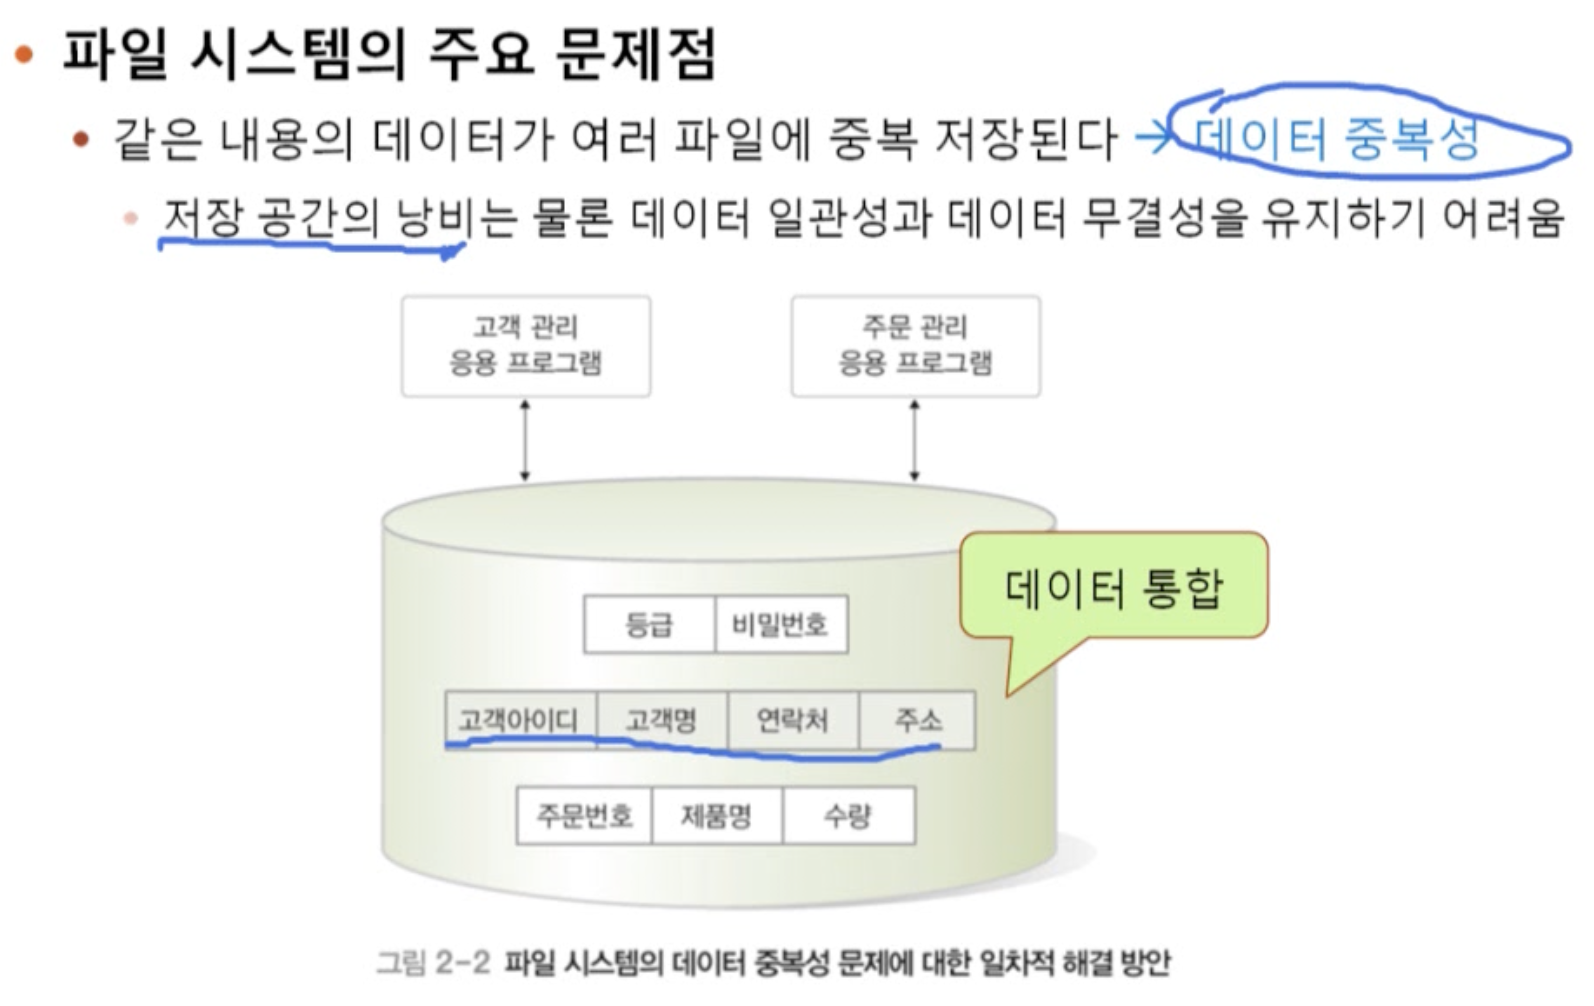 • 파일 시스템의 주요 문제점
• 같은 내용의 데이터가 여러 파일에 중복 저장된다 → 데이터 중복성
• 저장 공간의 낭비는 물론 데이터 일관성과 데이터 무결성을 유지하기 어려움
고객 관리
응용 프로그램
주문 관리
응용 프로그램
데이터 통합
등급 비밀번호
고객아이디 고객명 연락처 주소
주문번호 제품명 수량
그림 2-2 파일 시스템의 데이터 중복성 문제에 대한 일차적 해결 방안